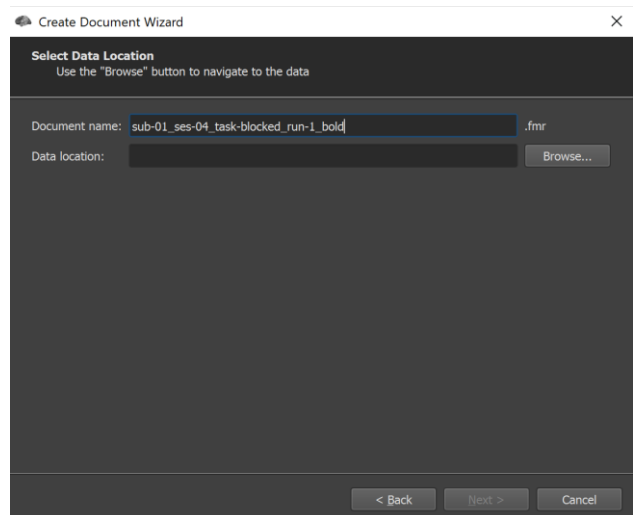 Create Document Wizard
Select Data Location
Use the "Browse" button to navigate to the data
Document name: sub-01_ses-04_task-blocked_run-1_bold .fmr
Data location: Browse...
< Back Next > Cancel